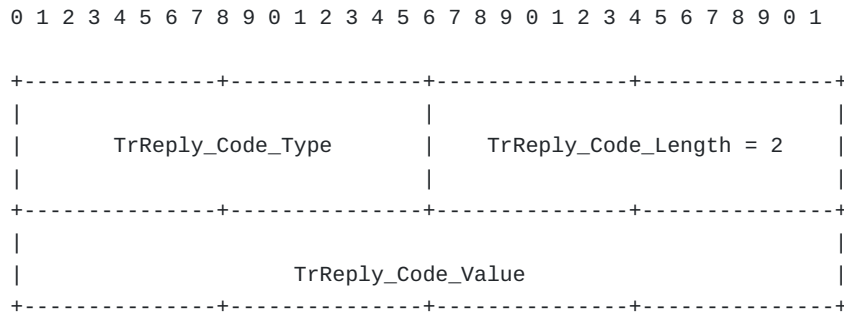 0 1 2 3 4 5 6 7 8 9 0 1 2 3 4 5 6 7 8 9 0 1 2 3 4 5 6 7 8 9 0 1
TrReply_Code_Type TrReply_Code_Length = 2
TrReply_Code_Value